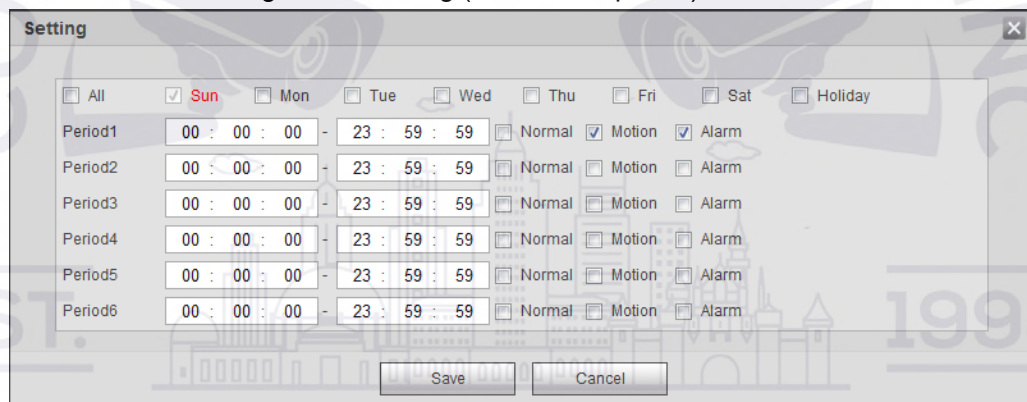 Setting
All Sun Mon Tue Wed Thu Fri Sat Holiday
Period1 00 : 00 : 00 - 23 : 59 : 59 Normal Motion Alarm
Period2 00 : 00 : 00 - 23 : 59 : 59 Normal Motion Alarm
Period3 00 : 00 : 00 - 23 : 59 : 59 Normal Motion Alarm
Period4 00 : 00 : 00 - 23 : 59 : 59 Normal Motion Alarm
Period5 00 : 00 : 00 - 23 : 59 : 59 Normal Motion Alarm
Period6 00 : 00 : 00 - 23 : 59 : 59 Normal Motion Alarm
ST. 199
Save Cancel